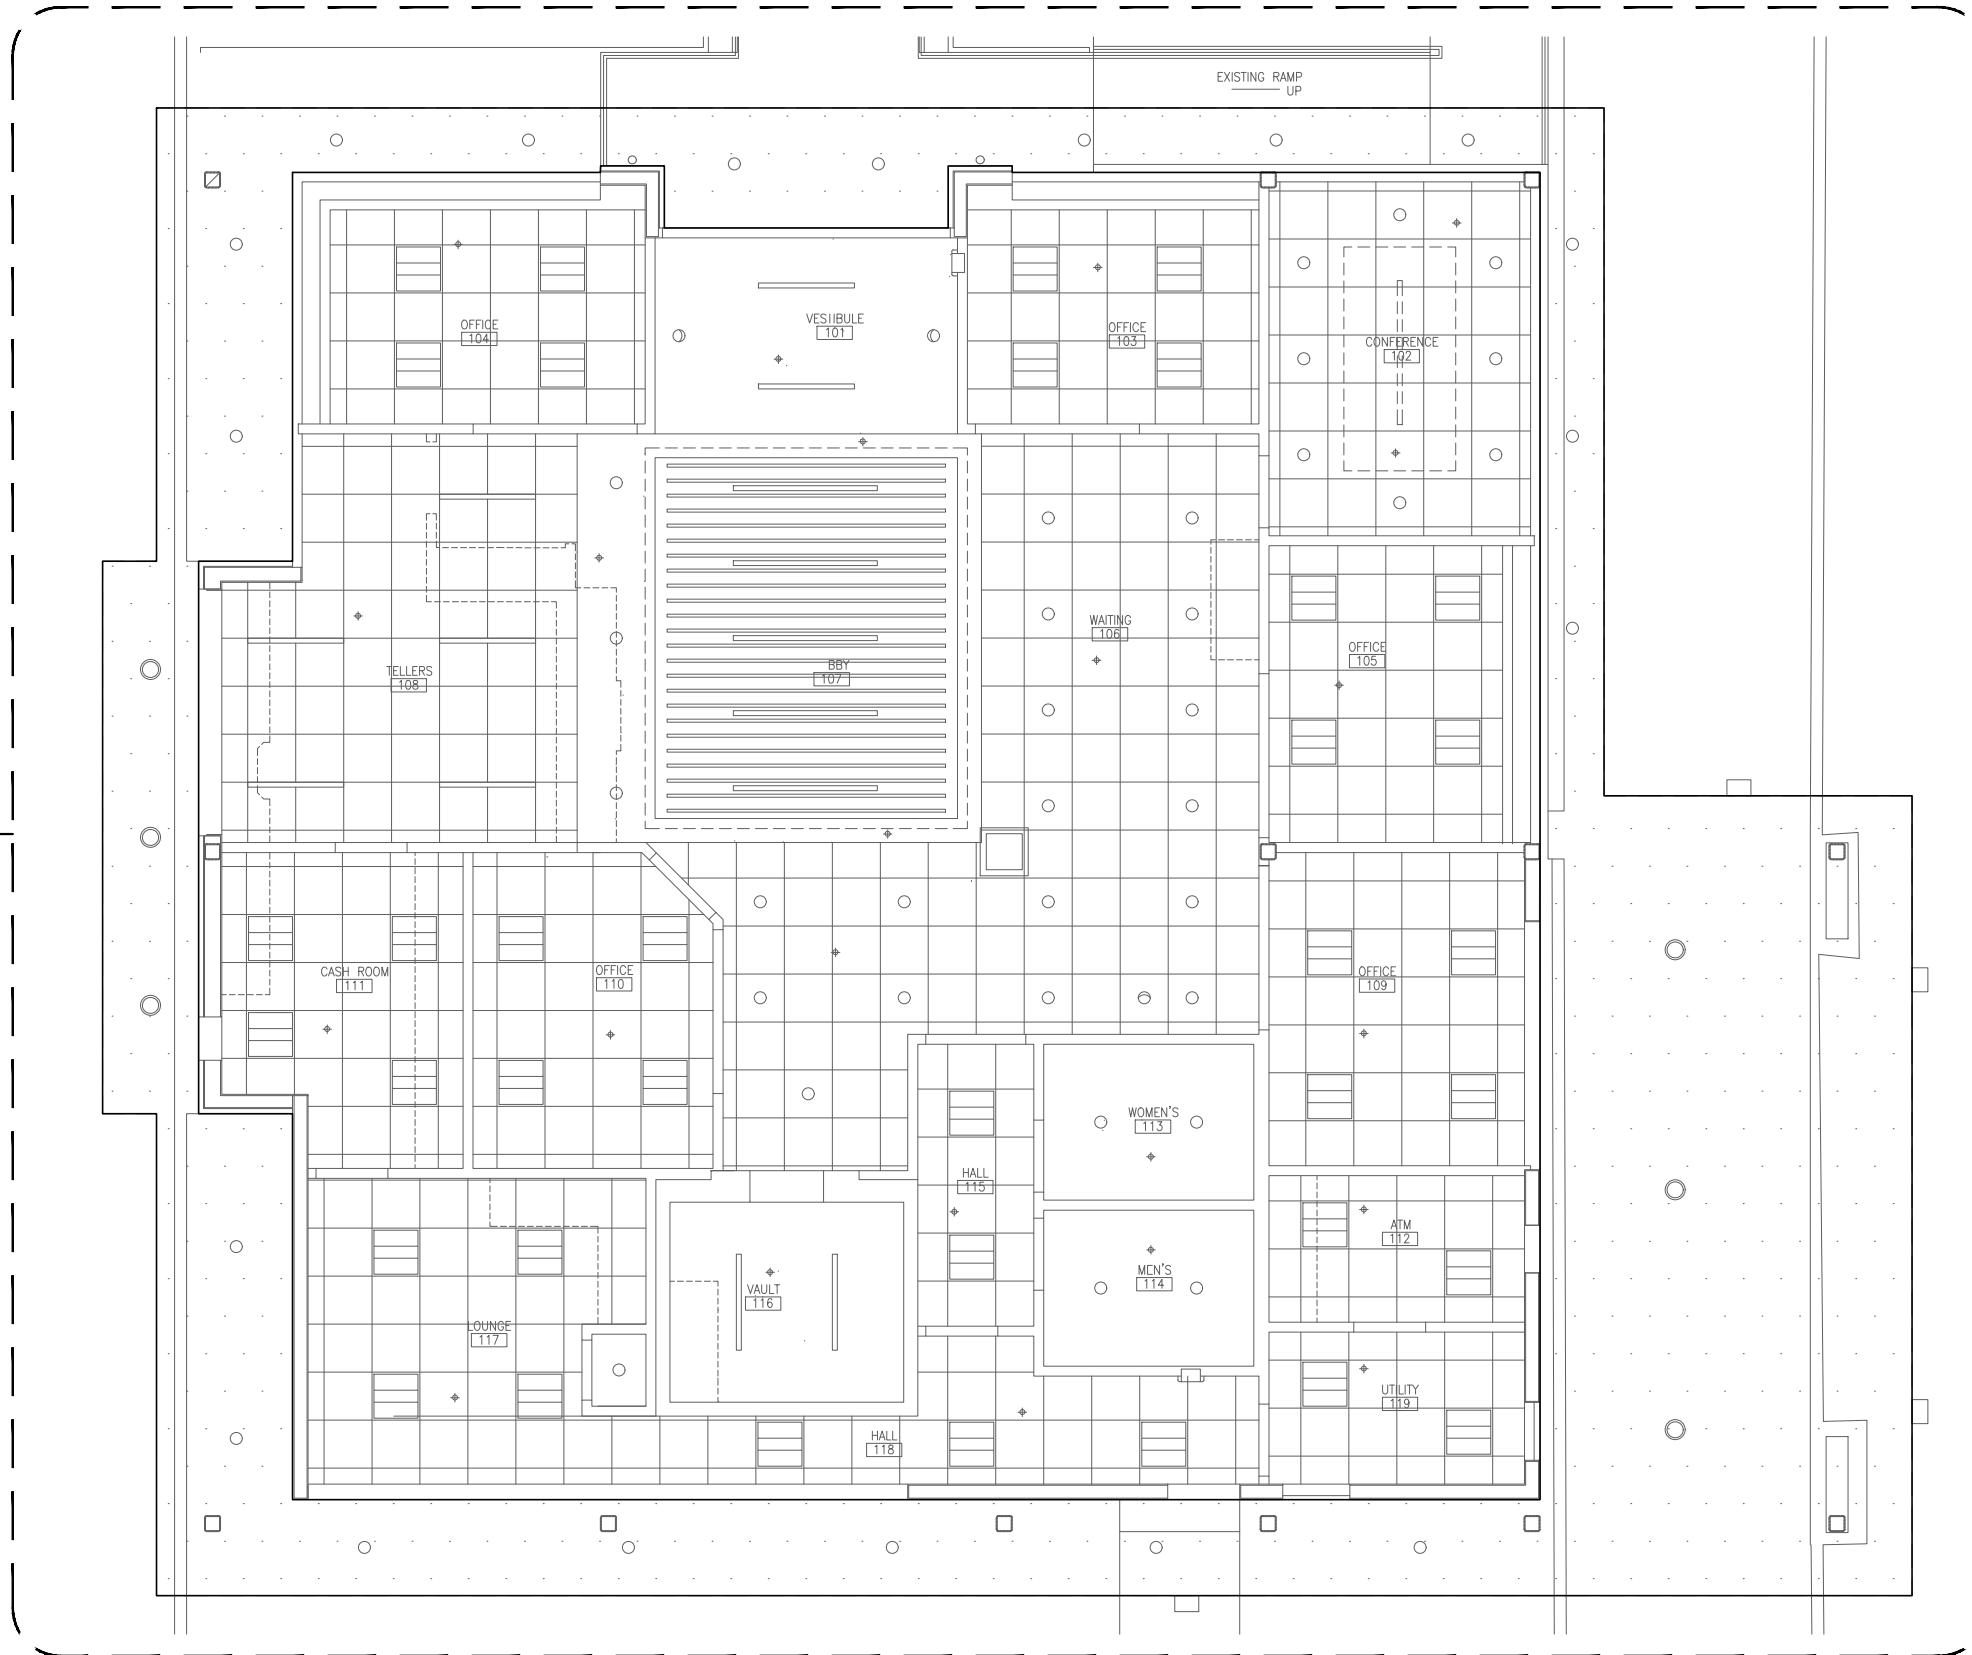 EXISTING RAMP
UP
OFFICE
104
VESTIBULE
101
OFFICE
103
CONFERENCE
102
WAITING
106
OFFICE
105
TELLERS
108
BBY
107
CASH ROOM
111
OFFICE
110
OFFICE
109
WOMEN'S
113
HALL
115
ATM
112
MEN'S
114
VAULT
116
LOUNGE
117
UTILITY
119
HALL
118